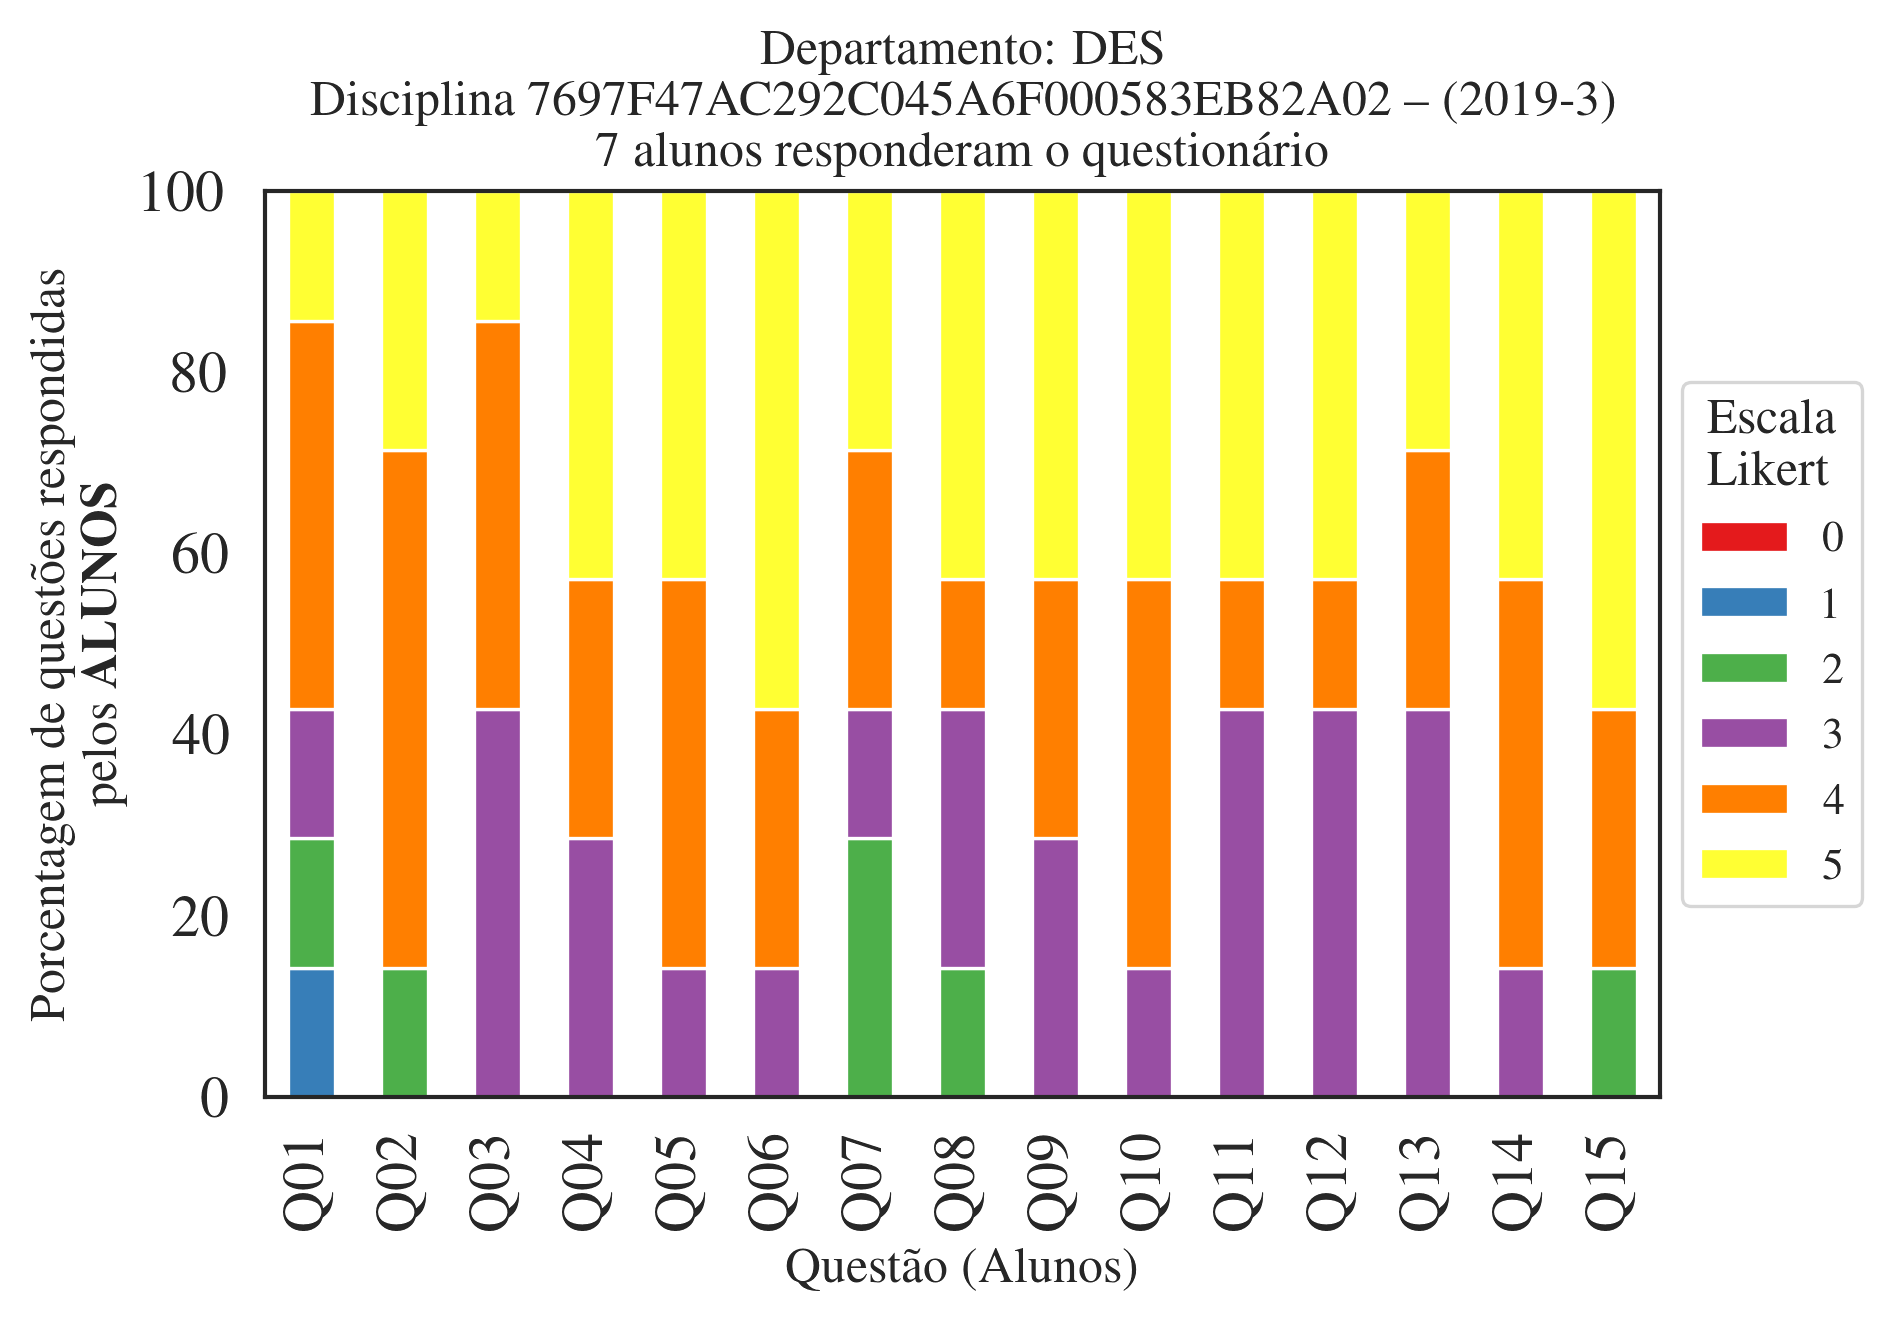 Departamento: DES
Disciplina 7697F47AC292C045A6F000583EB82A02 – (2019-3)
7 alunos responderam o questionário
Porcentagem de questões respondidas
pelos ALUNOS
100
80
60
40
20
0
Q01 Q02 Q03 Q04 Q05 Q06 Q07 Q08 Q09 Q10 Q11 Q12 Q13 Q14 Q15
Questão (Alunos)
Escala
Likert
0
1
2
3
4
5